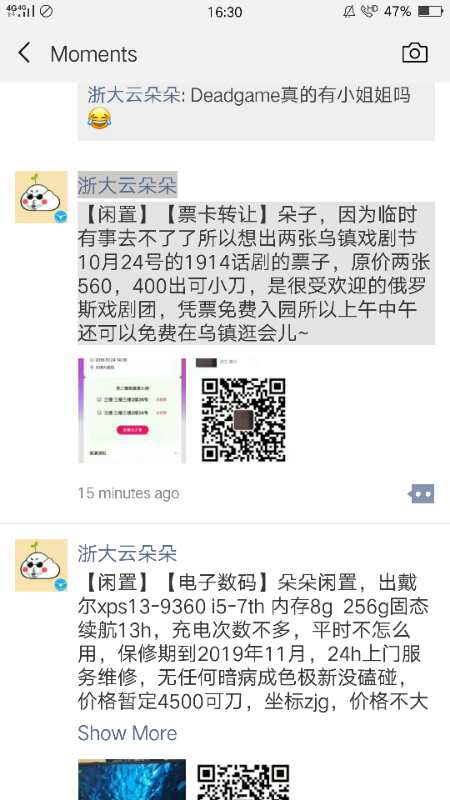 4G 4G
16:30
HD
47%
Moments
浙大云朵朵: Deadgame真的有小姐姐吗
浙大云朵朵
【闲置】【票卡转让】朵子，因为临时
有事去不了了所以想出两张乌镇戏剧节
10月24号的1914话剧的票子，原价两张
560，400出可小刀，是很受欢迎的俄罗
斯戏剧团，凭票免费入园所以上午中午
还可以免费在乌镇逛会儿~
15 minutes ago
浙大云朵朵
【闲置】【电子数码】朵朵闲置，出戴
尔xps13-9360 i5-7th 内存8g  256g固态
续航13h，充电次数不多，平时不怎么
用，保修期到2019年11月，24h上门服
务维修，无任何暗病成色极新没磕碰，
价格暂定4500可刀，坐标zjg，价格不大
Show More